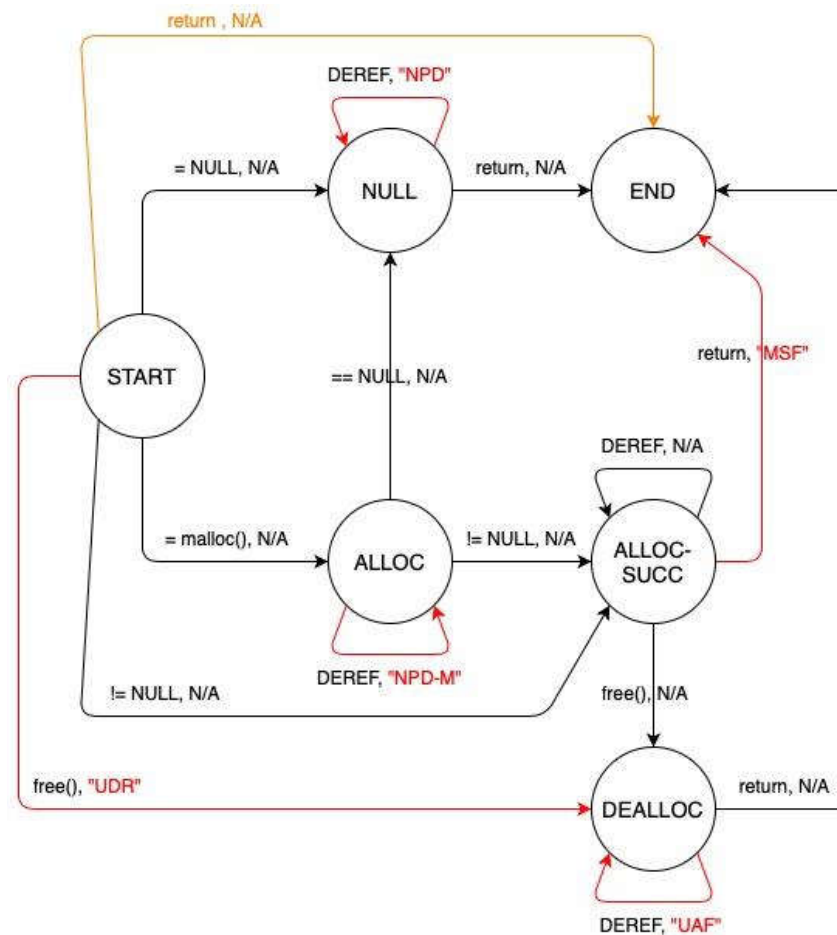 return , N/A
DEREF, "NPD"
= NULL, N/A
NULL
return, N/A
END
START
== NULL, N/A
return, "MSF"
DEREF, N/A
= malloc(), N/A
ALLOC
!= NULL, N/A
ALLOC-
SUCC
DEREF, "NPD-M"
!= NULL, N/A
free(), N/A
free(), "UDR"
DEALLOC
return, N/A
DEREF, "UAF"